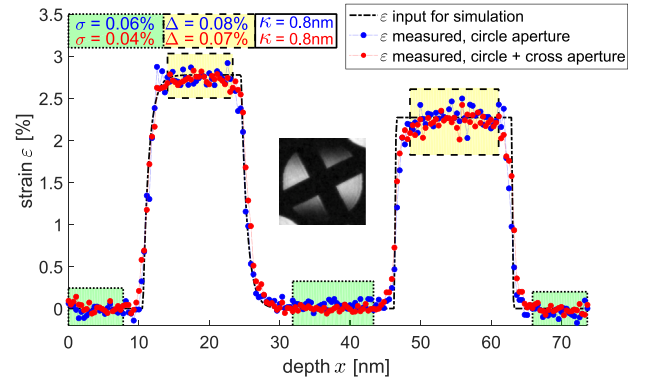 σ = 0.06% Δ = 0.08% κ = 0.8nm
σ = 0.04% Δ = 0.07% κ = 0.8nm
ε input for simulation
ε measured, circle aperture
ε measured, circle + cross aperture
3.5
3
2.5
2
1.5
1
0.5
0
strain ε [%]
0 10 20 30 40 50 60 70
depth x [nm]